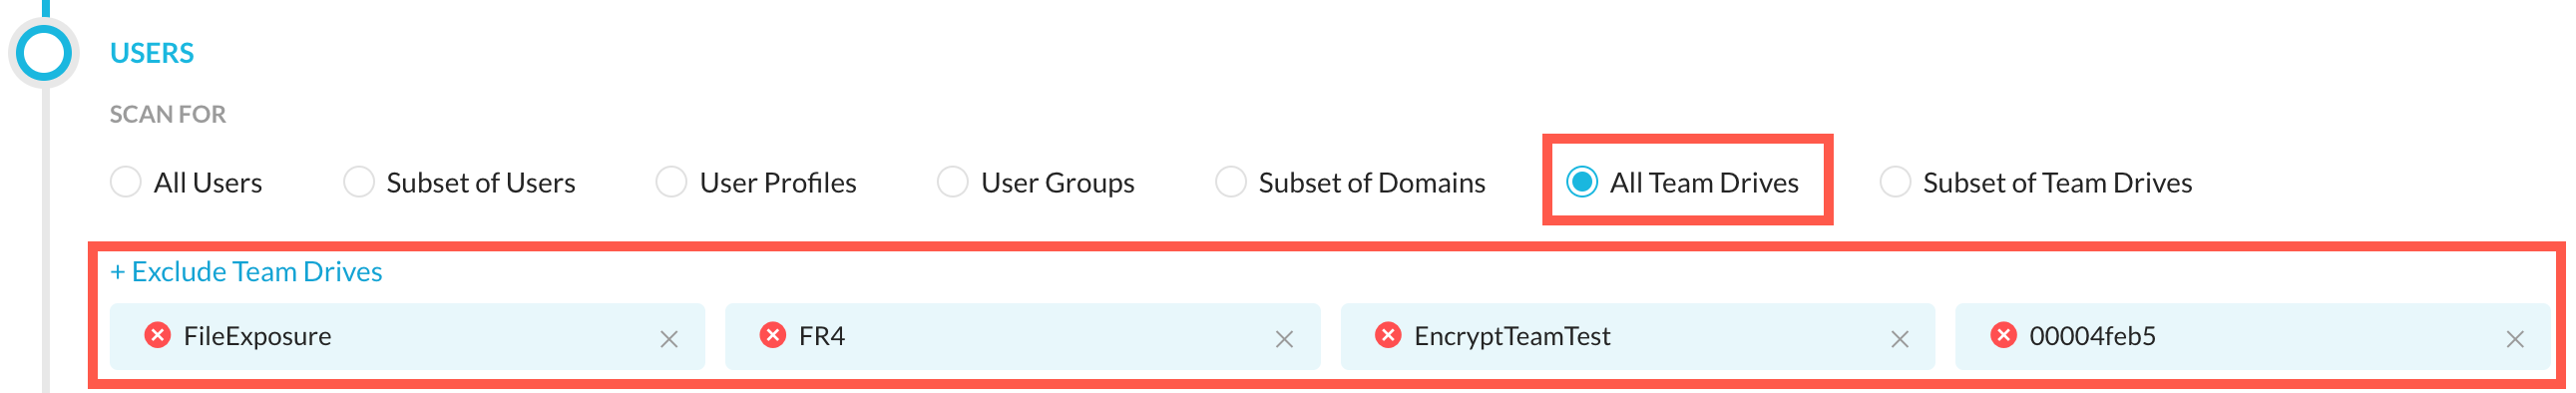 USERS
SCAN FOR
All Users Subset of Users User Profiles User Groups Subset of Domains All Team Drives Subset of Team Drives
+ Exclude Team Drives
FileExposure FR4 EncryptTeamTest 00004feb5